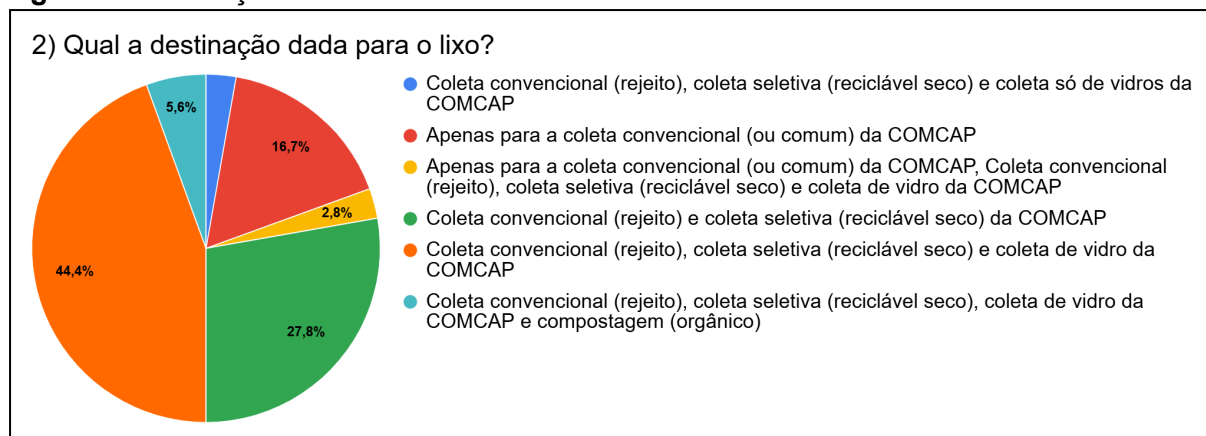 2) Qual a destinação dada para o lixo?
Coleta convencional (rejeito), coleta seletiva (reciclável seco) e coleta só de vidros da
COMCAP
Apenas para a coleta convencional (ou comum) da COMCAP
Apenas para a coleta convencional (ou comum) da COMCAP, Coleta convencional
(rejeito), coleta seletiva (reciclável seco) e coleta de vidro da COMCAP
Coleta convencional (rejeito) e coleta seletiva (reciclável seco) da COMCAP
Coleta convencional (rejeito), coleta seletiva (reciclável seco) e coleta de vidro da
COMCAP
Coleta convencional (rejeito), coleta seletiva (reciclável seco), coleta de vidro da
COMCAP e compostagem (orgânico)
5,6%
16,7%
2,8%
44,4%
27,8%